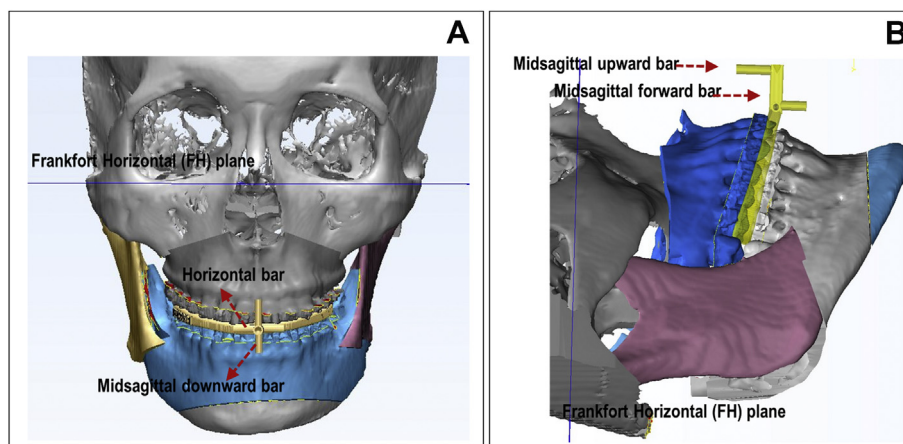 A
Frankfort Horizontal (FH) plane
Horizontal bar
Midsagittal downward bar
B
Midsagittal upward bar
Midsagittal forward bar
Frankfort Horizontal (FH) plane